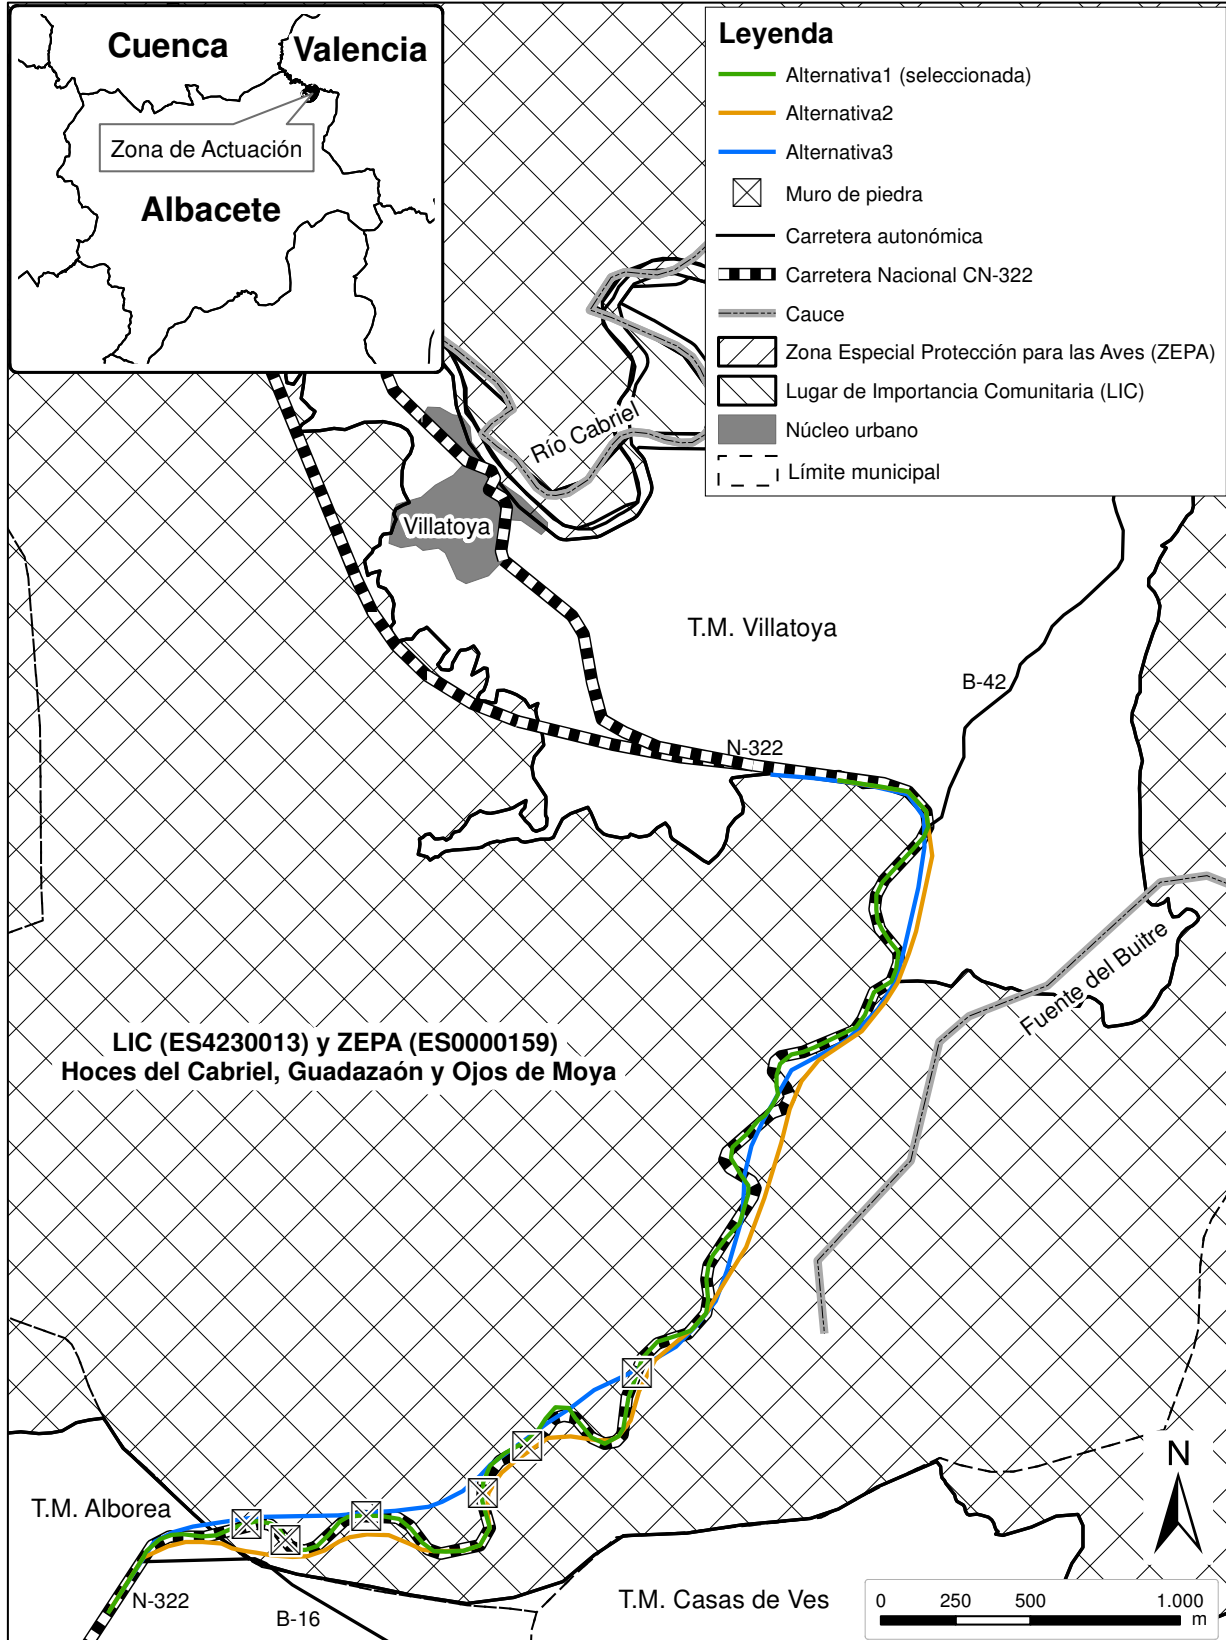 Cuenca
Valencia
Zona de Actuación
Albacete
Leyenda
Alternativa1 (seleccionada)
Alternativa2
Alternativa3
Muro de piedra
Carretera autonómica
Carretera Nacional CN-322
Cauce
Zona Especial Protección para las Aves (ZEPA)
Lugar de Importancia Comunitaria (LIC)
Núcleo urbano
Límite municipal
Río Cabriel
Villatoya
T.M. Villatoya
B-42
N-322
Fuente del Buitre
LIC (ES4230013) y ZEPA (ES0000159)
Hoces del Cabriel, Guadazaón y Ojos de Moya
N
T.M. Alborea
N-322
B-16
T.M. Casas de Ves
0 250 500 1.000
m